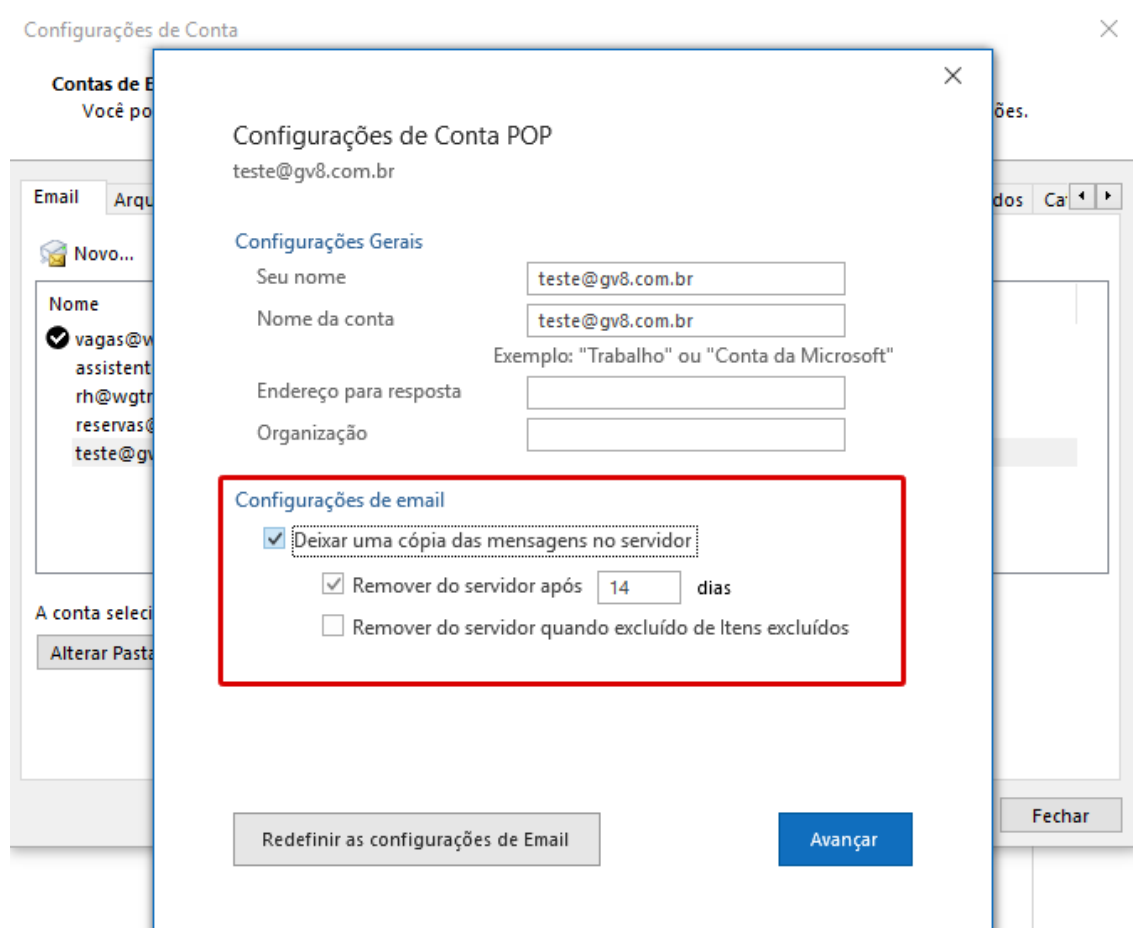 Configurações de Conta
Contas de E
Você po
ões.
Configurações de Conta POP
teste@gv8.com.br
Email
Arqu
dos
Ca
Novo...
Nome
vagas@w
assistent
rh@wgtr
reservas@
teste@gv
Configurações Gerais
Seu nome
teste@gv8.com.br
Nome da conta
teste@gv8.com.br
Exemplo: "Trabalho" ou "Conta da Microsoft"
Endereço para resposta
Organização
Configurações de email
Deixar uma cópia das mensagens no servidor
Remover do servidor após 14 dias
Remover do servidor quando excluído de Itens excluídos
A conta seleci
Alterar Pasta
Redefinir as configurações de Email
Avançar
Fechar